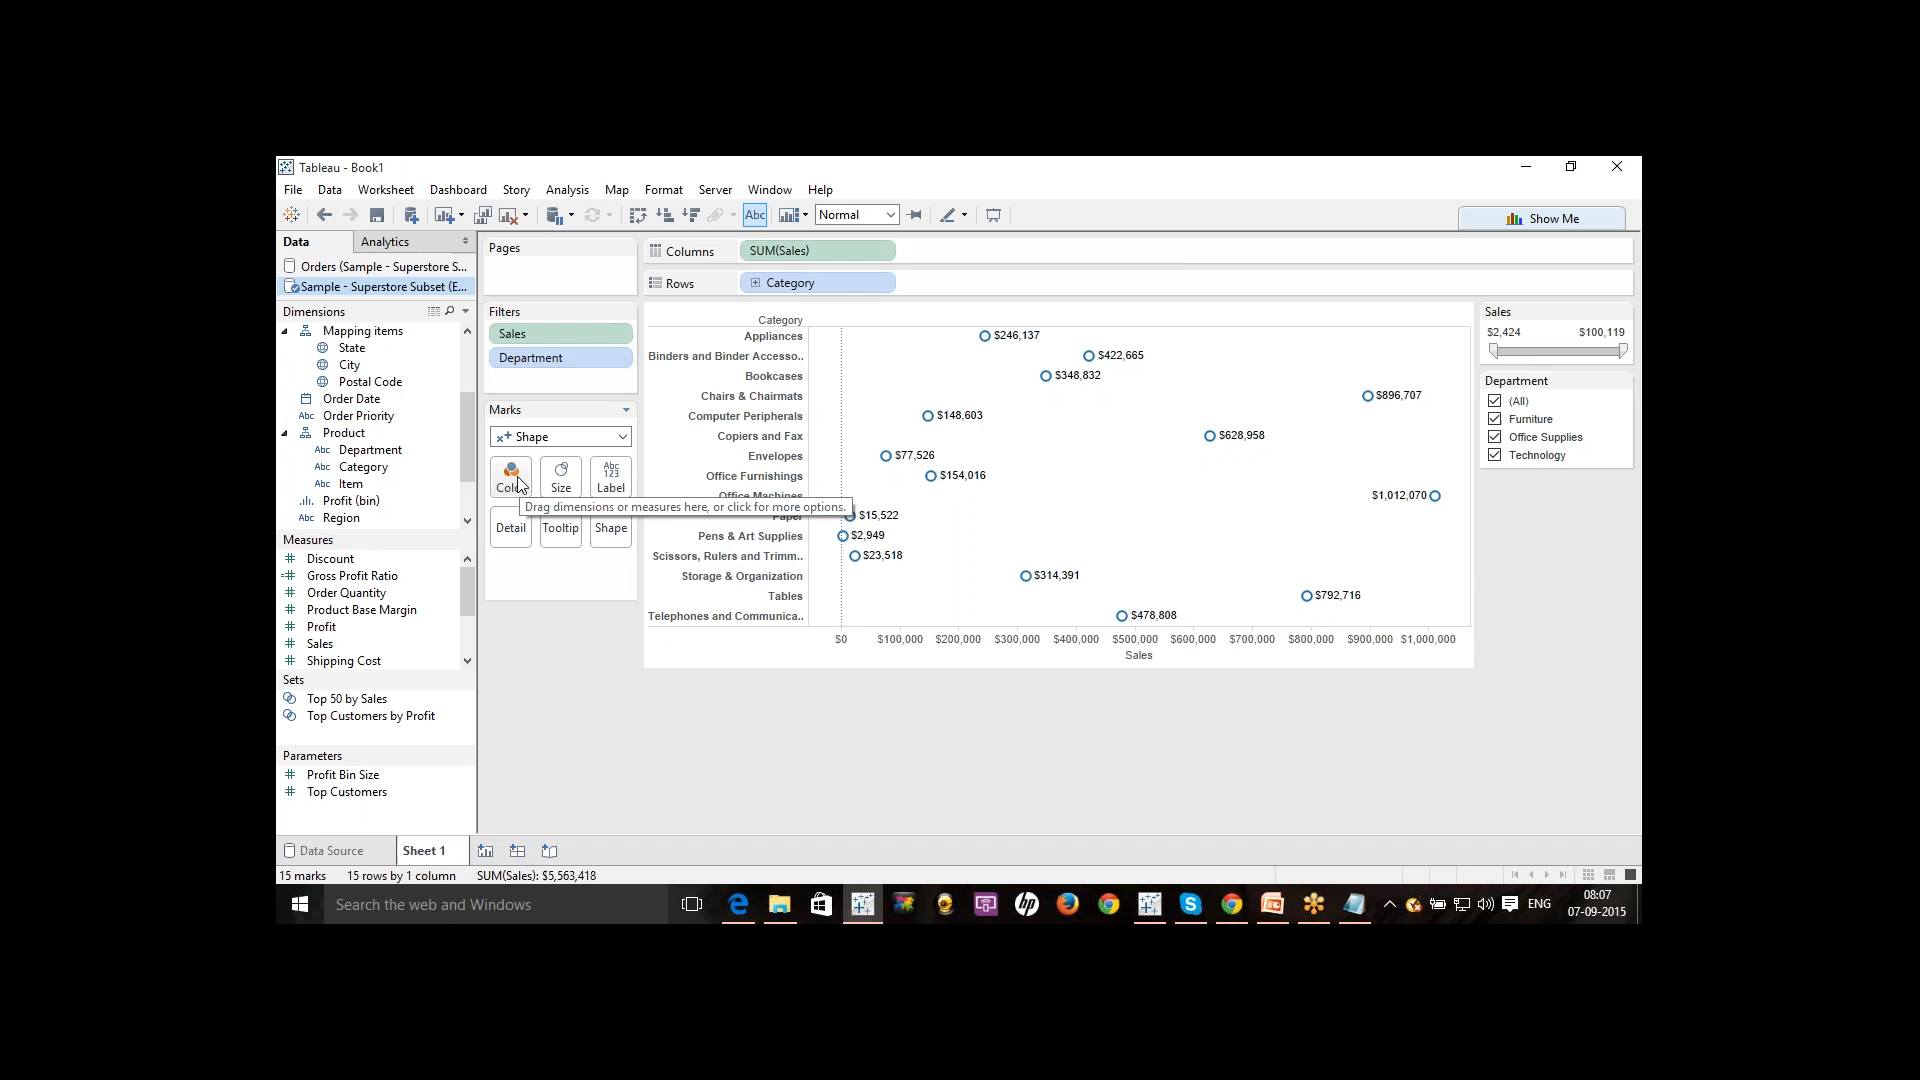 Tableau - Book1
File Data Worksheet Dashboard Story Analysis Map Format Server Window Help
Abc Normal Show Me
Data Analytics
Orders (Sample - Superstore S...
Sample - Superstore Subset (E...
Dimensions
Mapping items
State
City
Postal Code
Order Date
Abc Order Priority
Product
Abc Department
Abc Category
Abc Item
Profit (bin)
Abc Region
Measures
Discount
Gross Profit Ratio
Order Quantity
Product Base Margin
Profit
Sales
Shipping Cost
Sets
Top 50 by Sales
Top Customers by Profit
Parameters
Profit Bin Size
Top Customers
Pages
Filters
Sales
Department
Marks
Shape
Size
Abc 123
Label
Drag dimensions or measures here, or click for more options.
Detail Tooltip Shape
Columns SUM(Sales)
Rows Category
Category
Appliances $246,137
Binders and Binder Accesso.. $422,665
Bookcases $348,832
Chairs & Chairmats $896,707
Computer Peripherals $148,603
Copiers and Fax $628,958
Envelopes $77,526
Office Furnishings $154,016
Office Machines $1,012,070
Paper $15,522
Pens & Art Supplies $2,949
Scissors, Rulers and Trimm.. $23,518
Storage & Organization $314,391
Tables $792,716
Telephones and Communica.. $478,808
$0 $100,000 $200,000 $300,000 $400,000 $500,000 $600,000 $700,000 $800,000 $900,000 $1,000,000
Sales
Sales
$2,424 $100,119
Department
(All)
Furniture
Office Supplies
Technology
Data Source Sheet 1
15 marks 15 rows by 1 column SUM(Sales): $5,563,418
Search the web and Windows
hp
ENG
08:07
07-09-2015